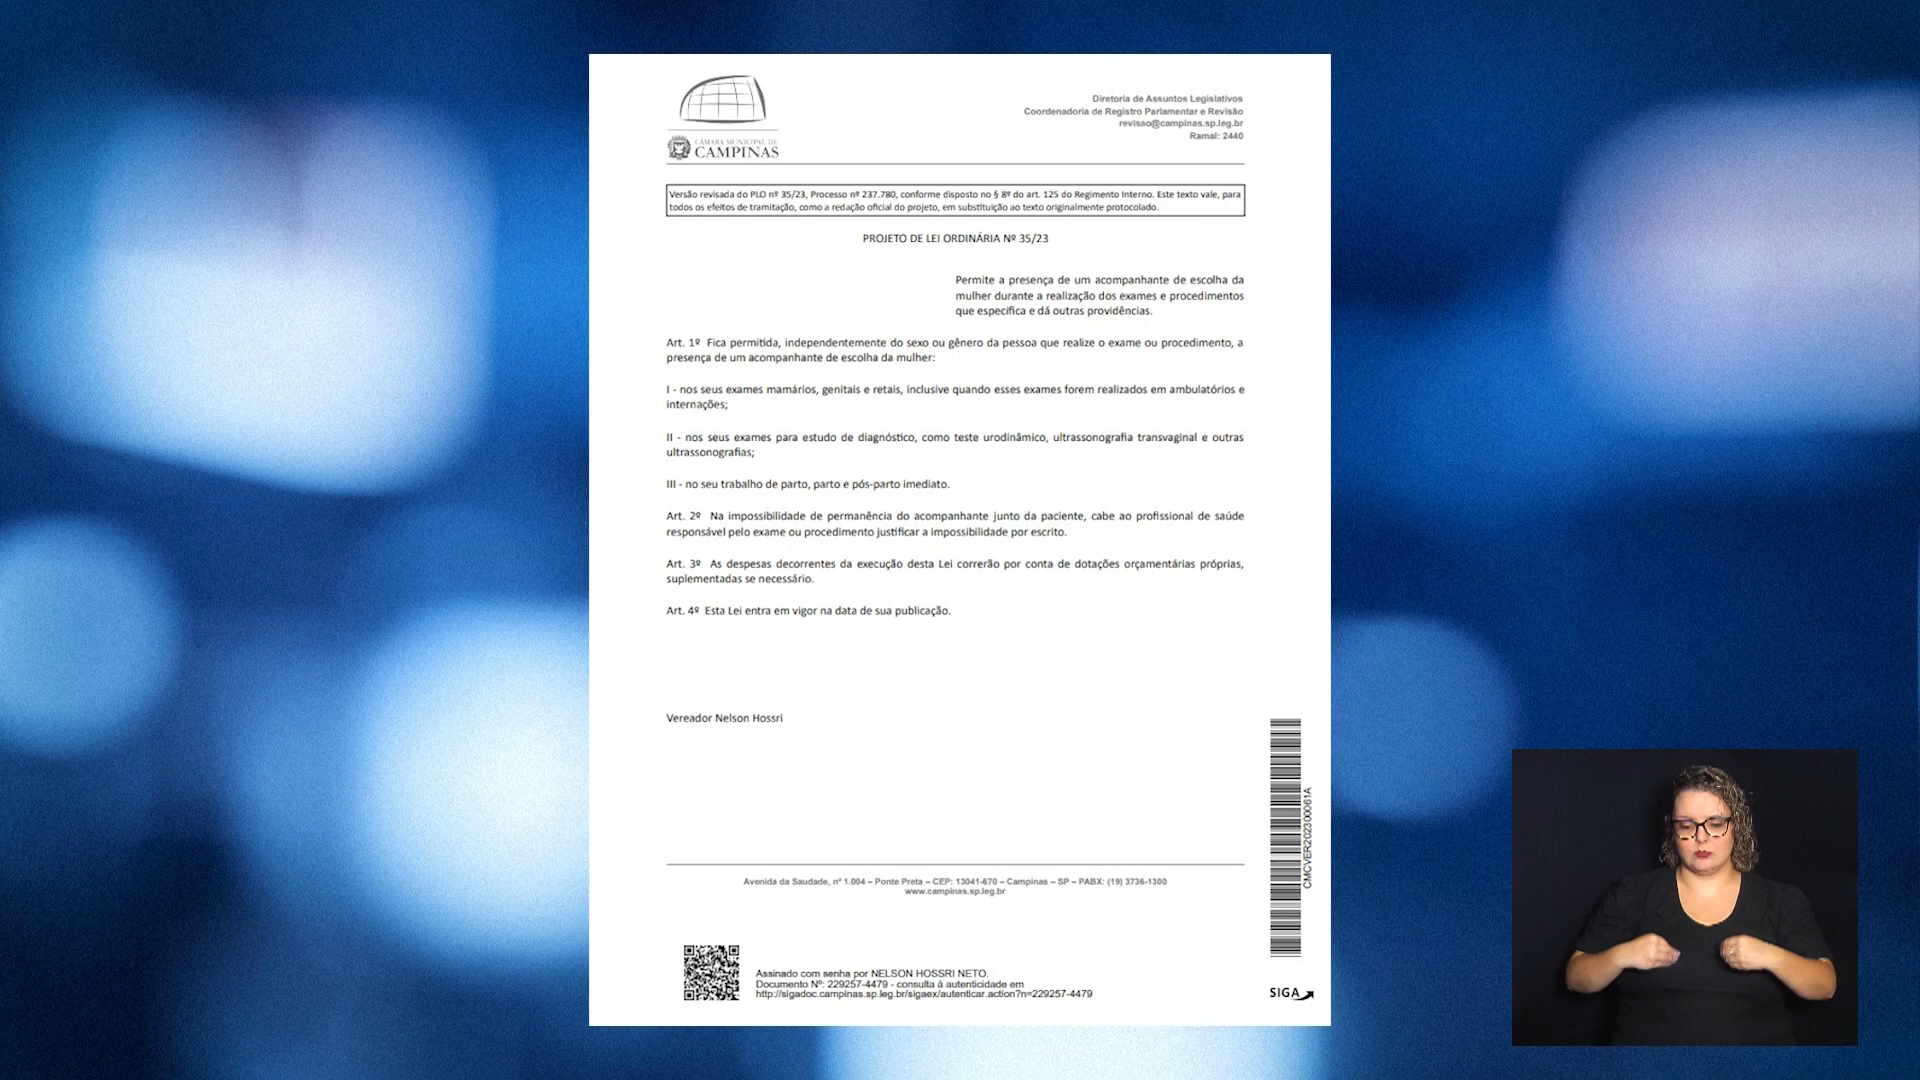 CÂMARA MUNICIPAL DE
CAMPINAS
Diretoria de Assuntos Legislativos
Coordenadoria de Registro Parlamentar e Revisão
revisao@campinas.sp.leg.br
Ramal: 2440
Versão revisada do PLO nº 35/23, Processo nº 237.780, conforme disposto no § 8º do art. 125 do Regimento Interno. Este texto vale, para
todos os efeitos de tramitação, como a redação oficial do projeto, em substituição ao texto originalmente protocolado.
PROJETO DE LEI ORDINÁRIA Nº 35/23
Permite a presença de um acompanhante de escolha da
mulher durante a realização dos exames e procedimentos
que especifica e dá outras providências.
Art. 1º Fica permitida, independentemente do sexo ou gênero da pessoa que realize o exame ou procedimento, a
presença de um acompanhante de escolha da mulher:
I - nos seus exames mamários, genitais e retais, inclusive quando esses exames forem realizados em ambulatórios e
internações;
II - nos seus exames para estudo de diagnóstico, como teste urodinâmico, ultrassonografia transvaginal e outras
ultrassonografias;
III - no seu trabalho de parto, parto e pós-parto imediato.
Art. 2º Na impossibilidade de permanência do acompanhante junto da paciente, cabe ao profissional de saúde
responsável pelo exame ou procedimento justificar a impossibilidade por escrito.
Art. 3º As despesas decorrentes da execução desta Lei correrão por conta de dotações orçamentárias próprias,
suplementadas se necessário.
Art. 4º Esta Lei entra em vigor na data de sua publicação.
Vereador Nelson Hossri
CMCVER202300061A
Avenida da Saudade, nº 1.004 – Ponte Preta – CEP: 13041-670 – Campinas – SP – PABX: (19) 3736-1300
www.campinas.sp.leg.br
Assinado com senha por NELSON HOSSRI NETO.
Documento Nº: 229257-4479 - consulta à autenticidade em
http://sigadoc.campinas.sp.leg.br/sigaex/autenticar.action?n=229257-4479
SIGA